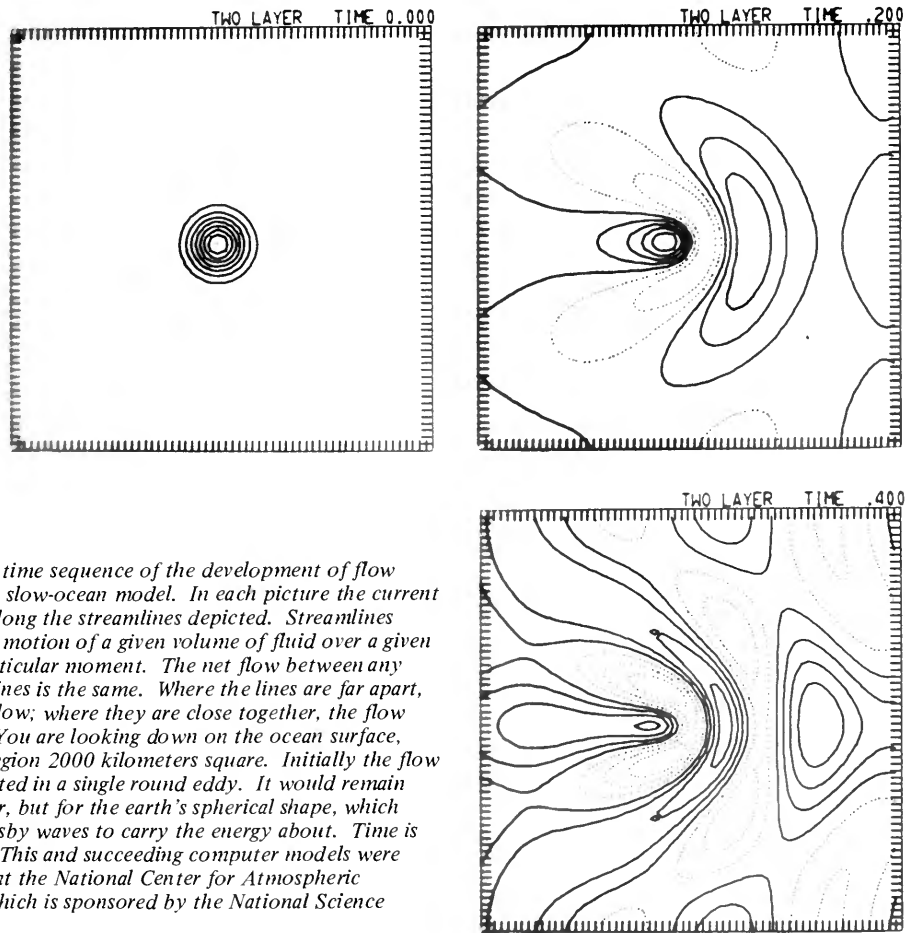 TWO LAYER TIME 0.000
TWO LAYER TIME .200
TWO LAYER TIME .400
time sequence of the development of flow
slow-ocean model. In each picture the current
long the streamlines depicted. Streamlines
motion of a given volume of fluid over a given
ticular moment. The net flow between any
ines is the same. Where the lines are far apart,
low; where they are close together, the flow
You are looking down on the ocean surface,
egion 2000 kilometers square. Initially the flow
ted in a single round eddy. It would remain
r, but for the earth's spherical shape, which
sby waves to carry the energy about. Time is
This and succeeding computer models were
at the National Center for Atmospheric
hich is sponsored by the National Science